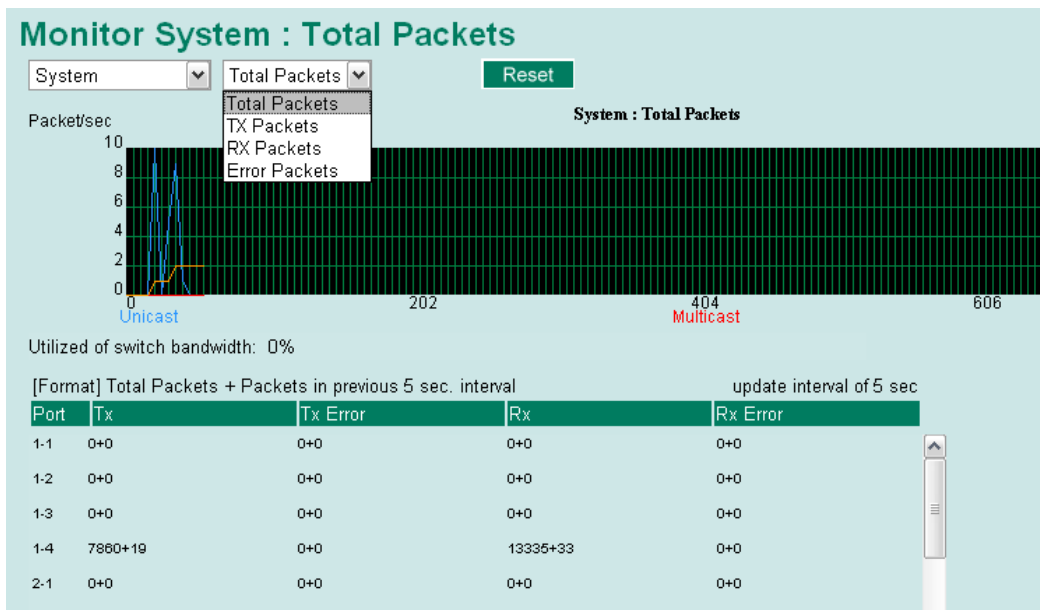 Monitor System : Total Packets
System Total Packets Reset
Total Packets
TX Packets
RX Packets
Error Packets
Packet/sec
System : Total Packets
10
8
6
4
2
0
0 202 404 606
Unicast Multicast
Utilized of switch bandwidth: 0%
[Format] Total Packets + Packets in previous 5 sec. interval update interval of 5 sec
Port Tx Tx Error Rx Rx Error
1-1 0+0 0+0 0+0 0+0
1-2 0+0 0+0 0+0 0+0
1-3 0+0 0+0 0+0 0+0
1-4 7860+19 0+0 13335+33 0+0
2-1 0+0 0+0 0+0 0+0